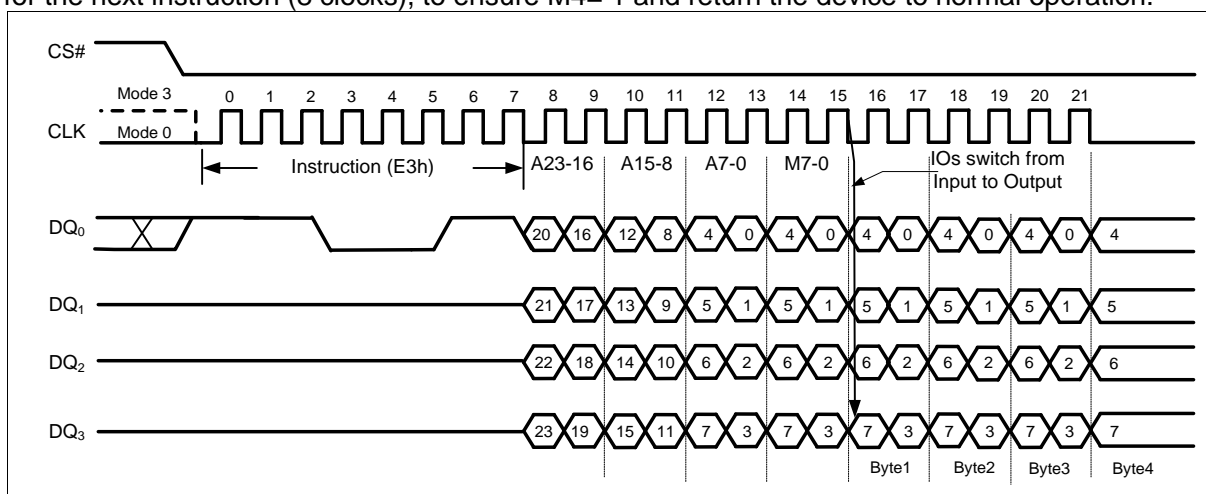 for the next instruction (8 clocks), to ensure M4= 1 and return the device to normal operation.
CS#
Mode 3
0 1 2 3 4 5 6 7 8 9 10 11 12 13 14 15 16 17 18 19 20 21
CLK
Mode 0
Instruction (E3h) A23-16 A15-8 A7-0 M7-0 IOs switch from
Input to Output
DQ0 20 16 12 8 4 0 4 0 4 0 4 0 4 0 4
DQ1 21 17 13 9 5 1 5 1 5 1 5 1 5 1 5
DQ2 22 18 14 10 6 2 6 2 6 2 6 2 6 2 6
DQ3 23 19 15 11 7 3 7 3 7 3 7 3 7 3 7
Byte1 Byte2 Byte3 Byte4